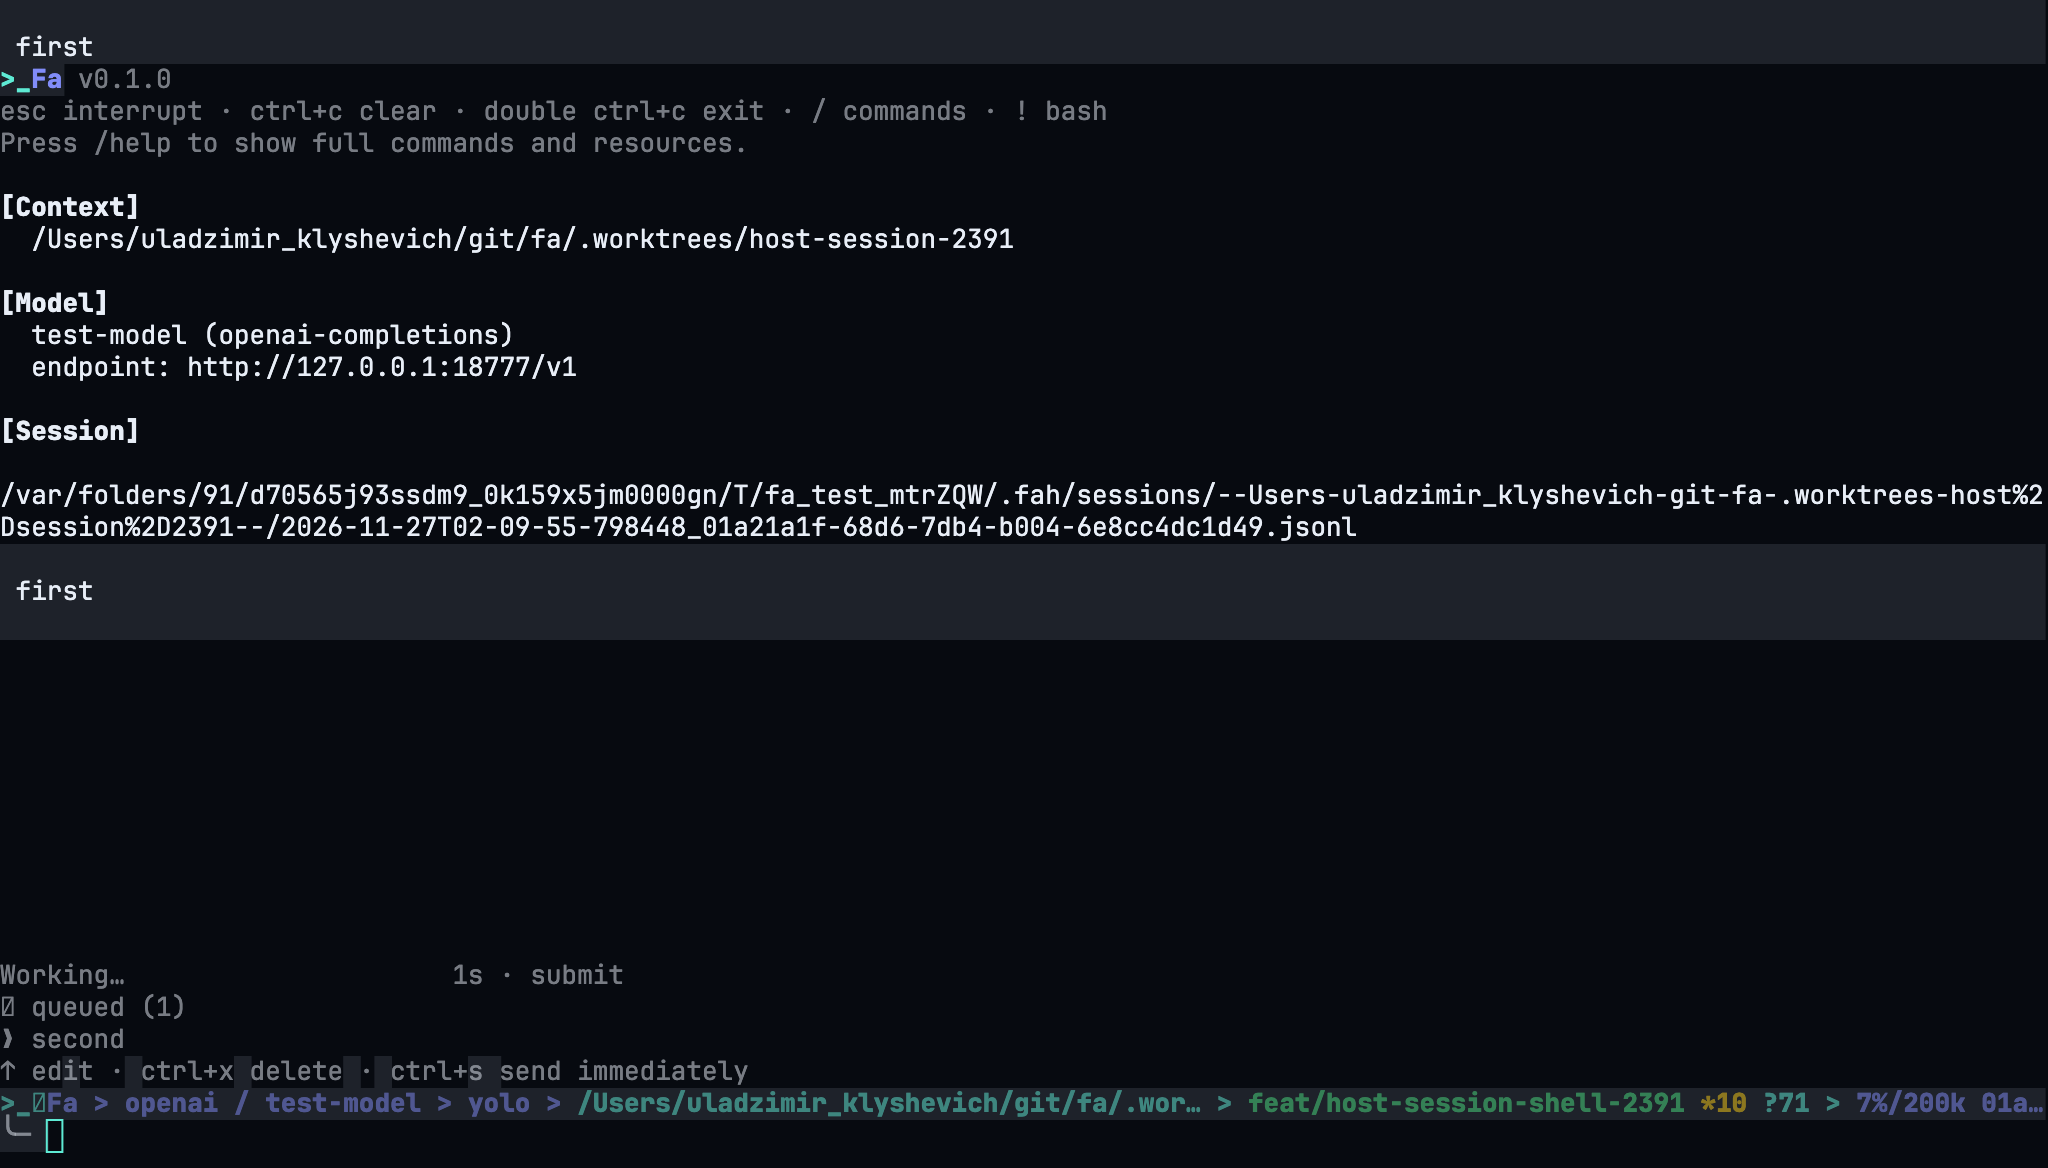 first
>_Fa v0.1.0
esc interrupt · ctrl+c clear · double ctrl+c exit · / commands · ! bash
Press /help to show full commands and resources.
[Context]
/Users/uladzimir_klyshevich/git/fa/.worktrees/host-session-2391
[Model]
test-model (openai-completions)
endpoint: http://127.0.0.1:18777/v1
[Session]
/var/folders/91/d70565j93ssdm9_0k159x5jm0000gn/T/fa_test_mtrZQW/.fah/sessions/--Users-uladzimir_klyshevich-git-fa-.worktrees-host%2
Dsession%2D2391--/2026-11-27T02-09-55-798448_01a21a1f-68d6-7db4-b004-6e8cc4dc1d49.jsonl
first
Working… 1s · submit
queued (1)
❫ second
↑ edit · ctrl+x delete · ctrl+s send immediately
>_Fa > openai / test-model > yolo > /Users/uladzimir_klyshevich/git/fa/.wor… > feat/host-session-shell-2391 *10 ?71 > 7%/200k 01a…